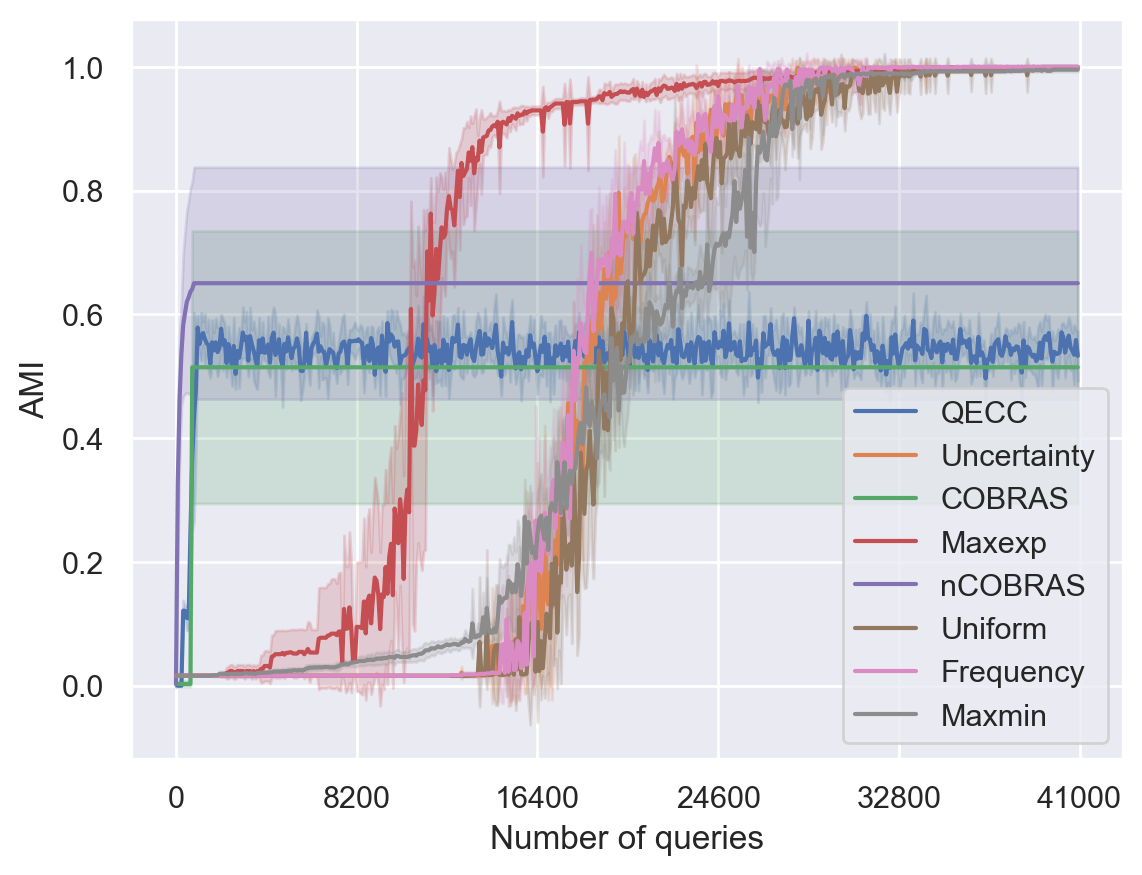 AMI
1.0
0.8
0.6
0.4
0.2
0.0
QECC
Uncertainty
COBRAS
Maxexp
nCOBRAS
Uniform
Frequency
Maxmin
0 8200 16400 24600 32800 41000
Number of queries